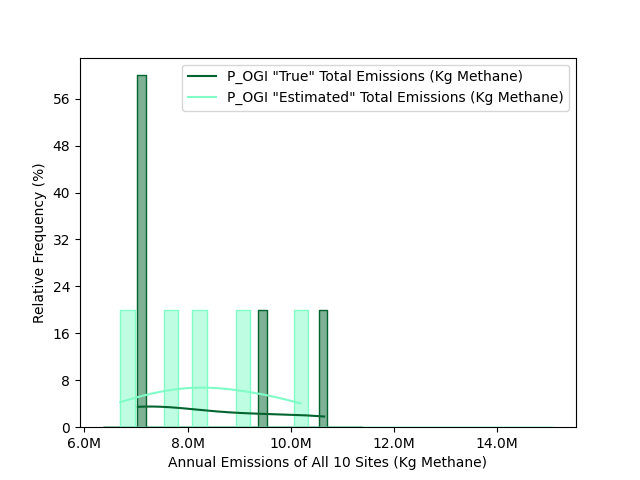 P_OGI "True" Total Emissions (Kg Methane)
P_OGI "Estimated" Total Emissions (Kg Methane)
Relative Frequency (%)
56
48
40
32
24
16
8
0
6.0M 8.0M 10.0M 12.0M 14.0M
Annual Emissions of All 10 Sites (Kg Methane)